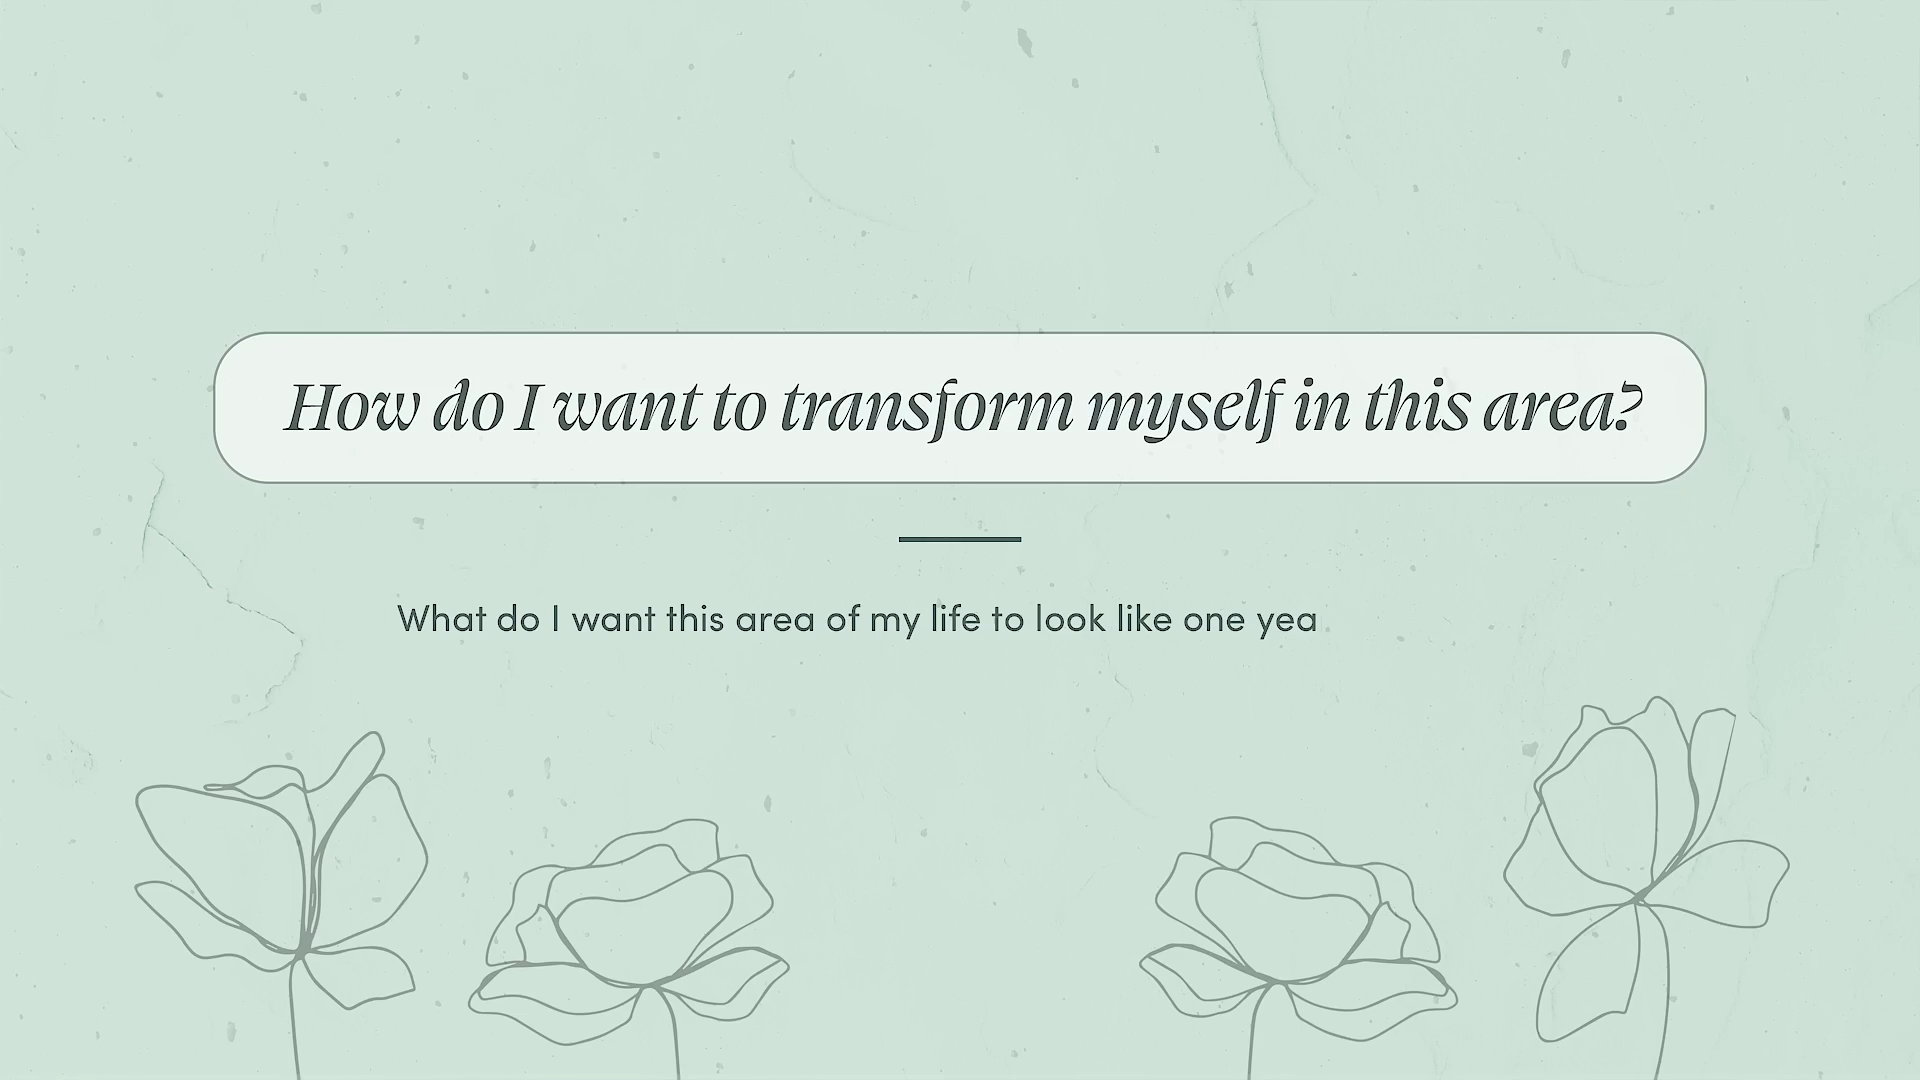 How do I want to transform myself in this area?
What do I want this area of my life to look like one yea